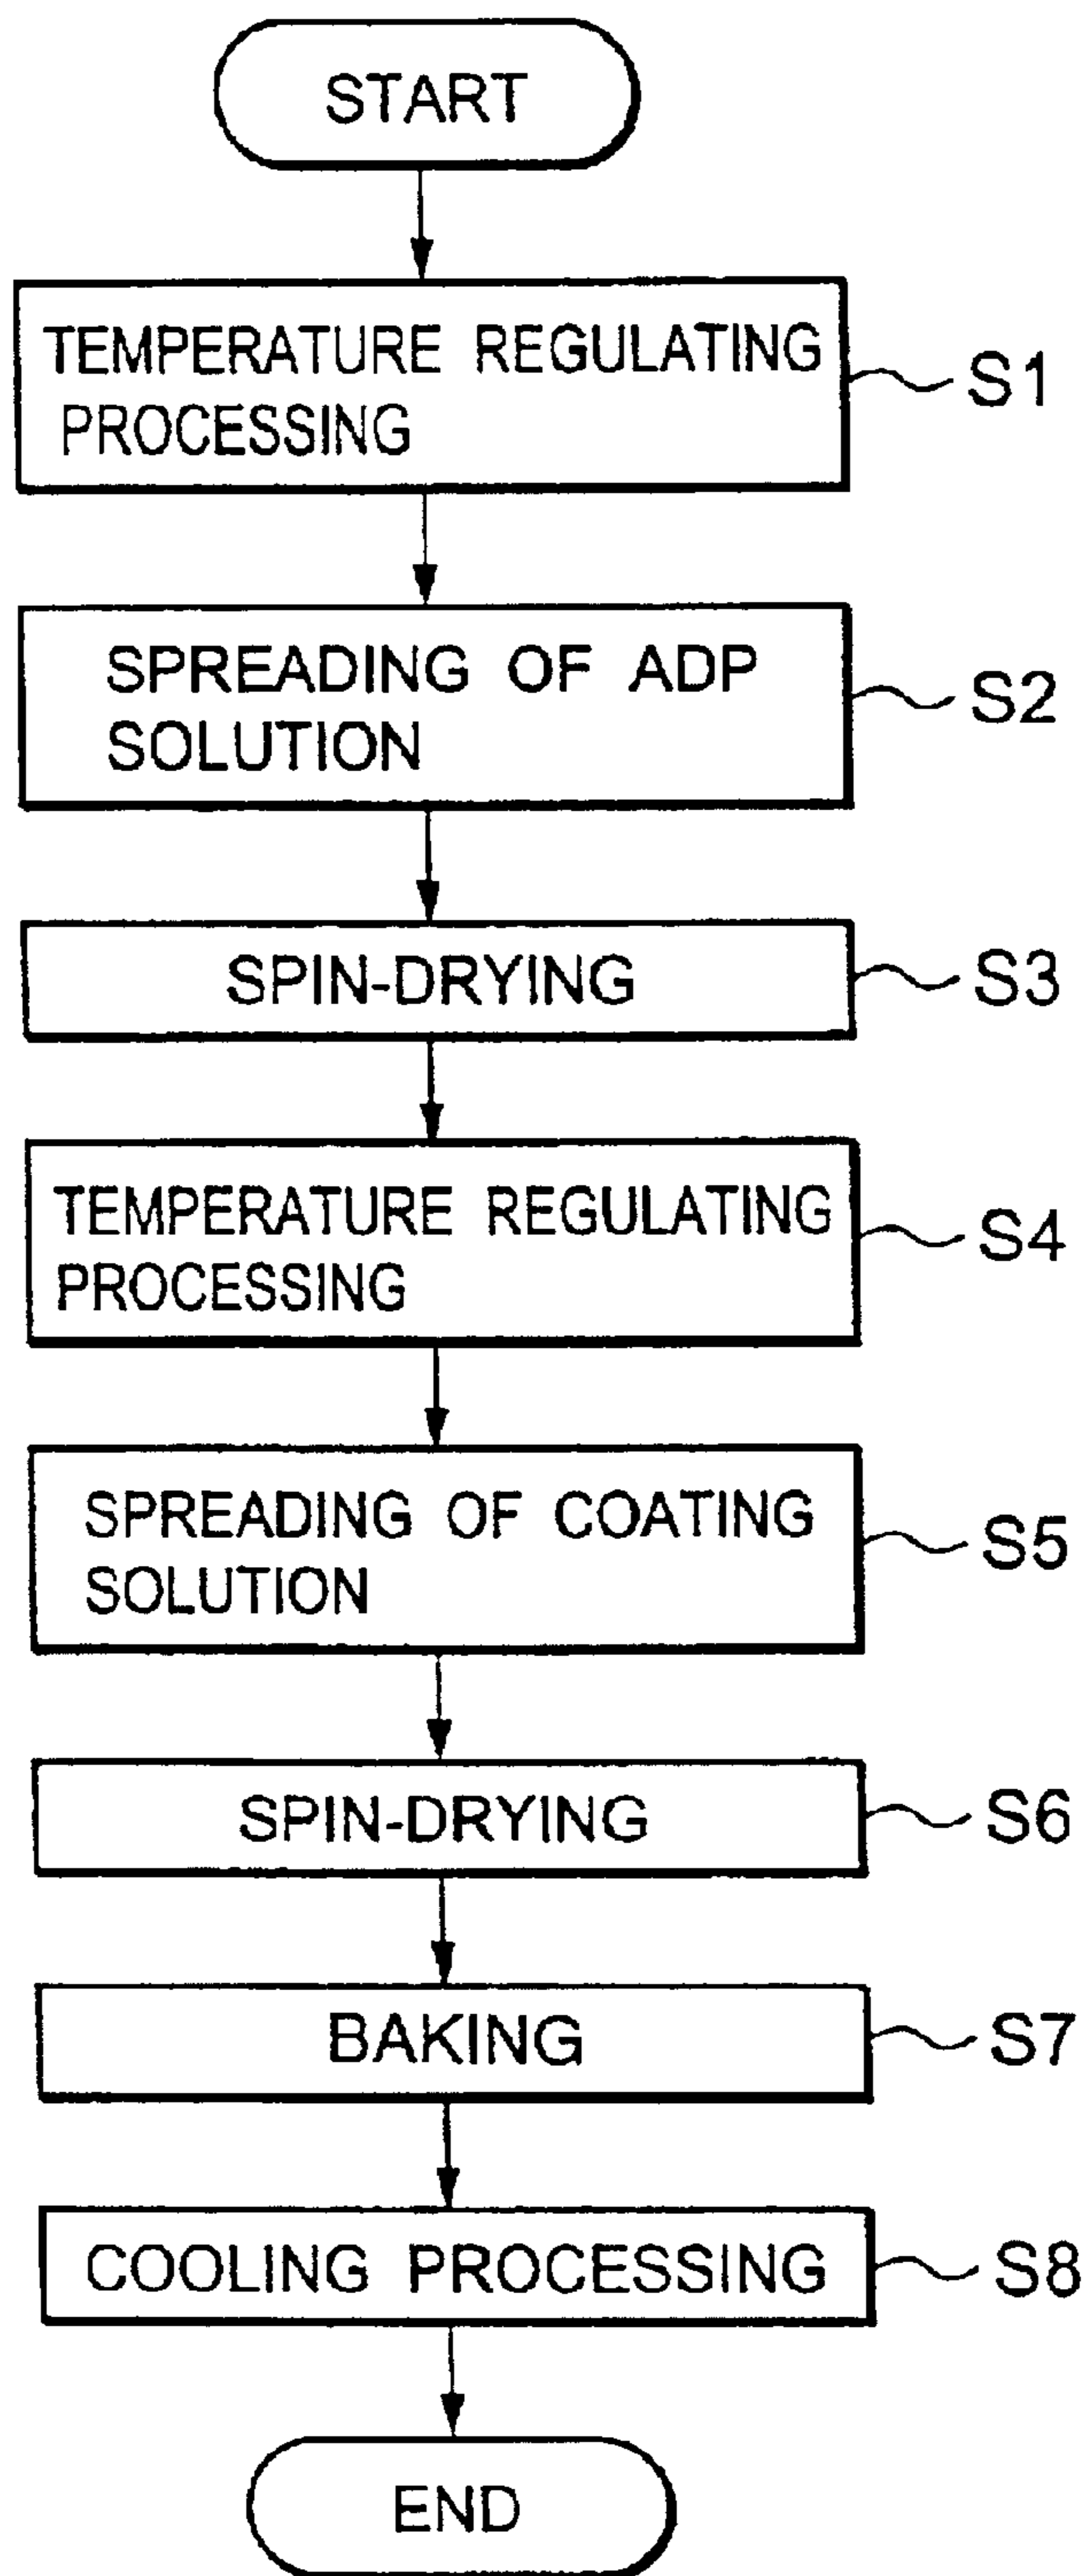 START
TEMPERATURE REGULATING
PROCESSING
S1
SPREADING OF ADP
SOLUTION
S2
SPIN-DRYING
S3
TEMPERATURE REGULATING
PROCESSING
S4
SPREADING OF COATING
SOLUTION
S5
SPIN-DRYING
S6
BAKING
S7
COOLING PROCESSING
S8
END